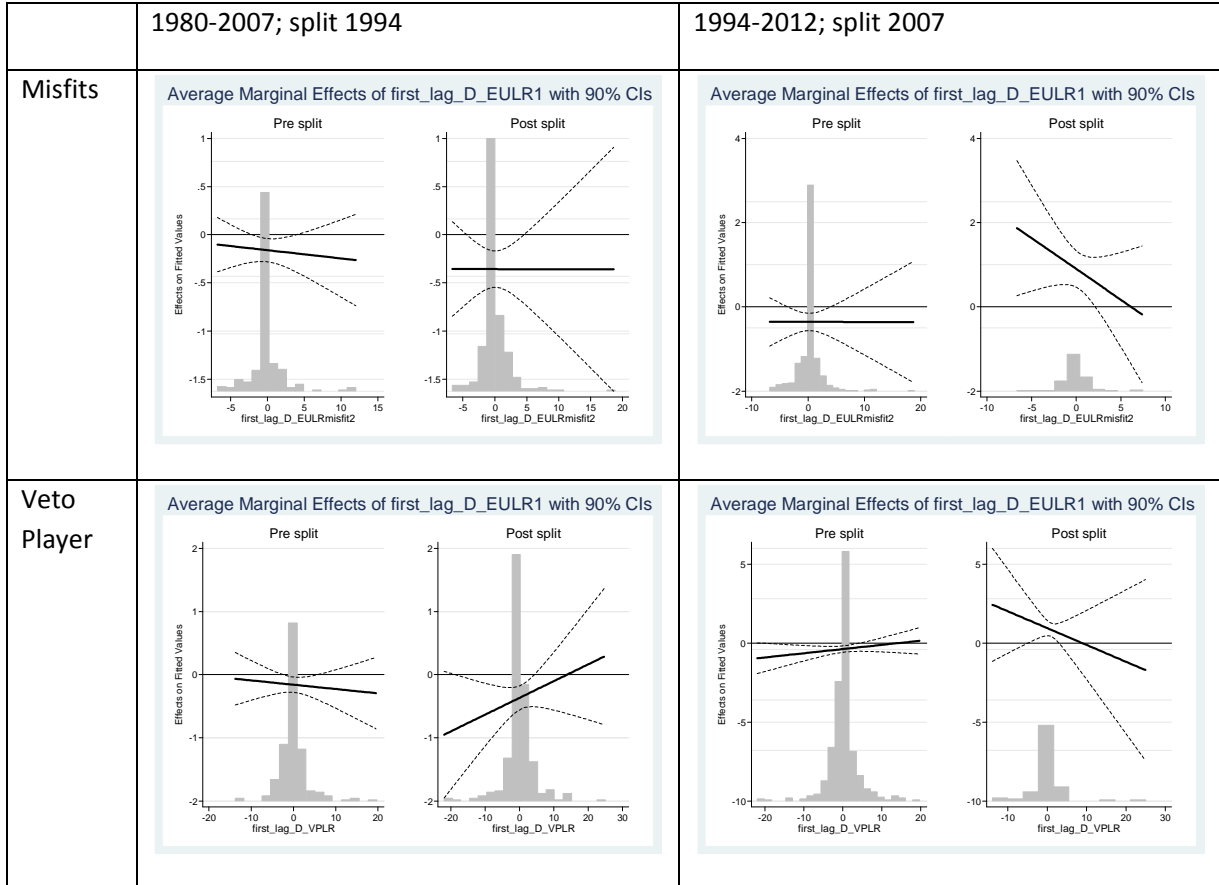 1980-2007; split 1994
1994-2012; split 2007
Misfits
Average Marginal Effects of first_lag_D_EULR1 with 90% CIs
Pre split
Post split
Effects on Fitted Values
1
.5
0
-.5
-1
-1.5
-5 0 5 10 15
first_lag_D_EULRmisfit2
1
.5
0
-.5
-1
-1.5
-5 0 5 10 15 20
first_lag_D_EULRmisfit2
Average Marginal Effects of first_lag_D_EULR1 with 90% CIs
Pre split
Post split
Effects on Fitted Values
4
2
0
-2
-10 0 10 20
first_lag_D_EULRmisfit2
4
2
0
-2
-10 -5 0 5 10
first_lag_D_EULRmisfit2
Veto
Player
Average Marginal Effects of first_lag_D_EULR1 with 90% CIs
Pre split
Post split
Effects on Fitted Values
2
1
0
-1
-2
-20 -10 0 10 20
first_lag_D_VPLR
2
1
0
-1
-2
-20 -10 0 10 20 30
first_lag_D_VPLR
Average Marginal Effects of first_lag_D_EULR1 with 90% CIs
Pre split
Post split
Effects on Fitted Values
5
0
-5
-10
-20 -10 0 10 20
first_lag_D_VPLR
5
0
-5
-10
-10 0 10 20 30
first_lag_D_VPLR